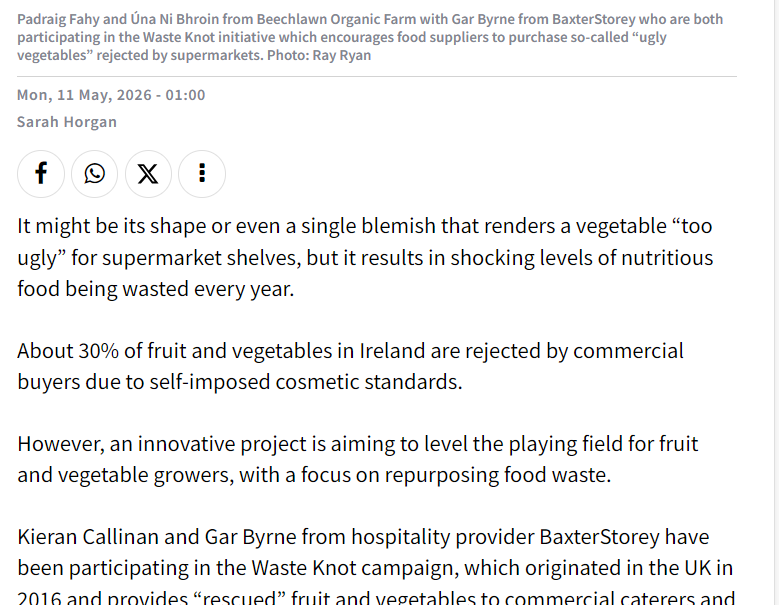 Padraig Fahy and Úna Ni Bhroin from Beechlawn Organic Farm with Gar Byrne from BaxterStorey who are both
participating in the Waste Knot initiative which encourages food suppliers to purchase so-called “ugly
vegetables” rejected by supermarkets. Photo: Ray Ryan
Mon, 11 May, 2026 - 01:00
Sarah Horgan
It might be its shape or even a single blemish that renders a vegetable “too
ugly” for supermarket shelves, but it results in shocking levels of nutritious
food being wasted every year.
About 30% of fruit and vegetables in Ireland are rejected by commercial
buyers due to self-imposed cosmetic standards.
However, an innovative project is aiming to level the playing field for fruit
and vegetable growers, with a focus on repurposing food waste.
Kieran Callinan and Gar Byrne from hospitality provider BaxterStorey have
been participating in the Waste Knot campaign, which originated in the UK in
2016 and provides “rescued” fruit and vegetables to commercial caterers and